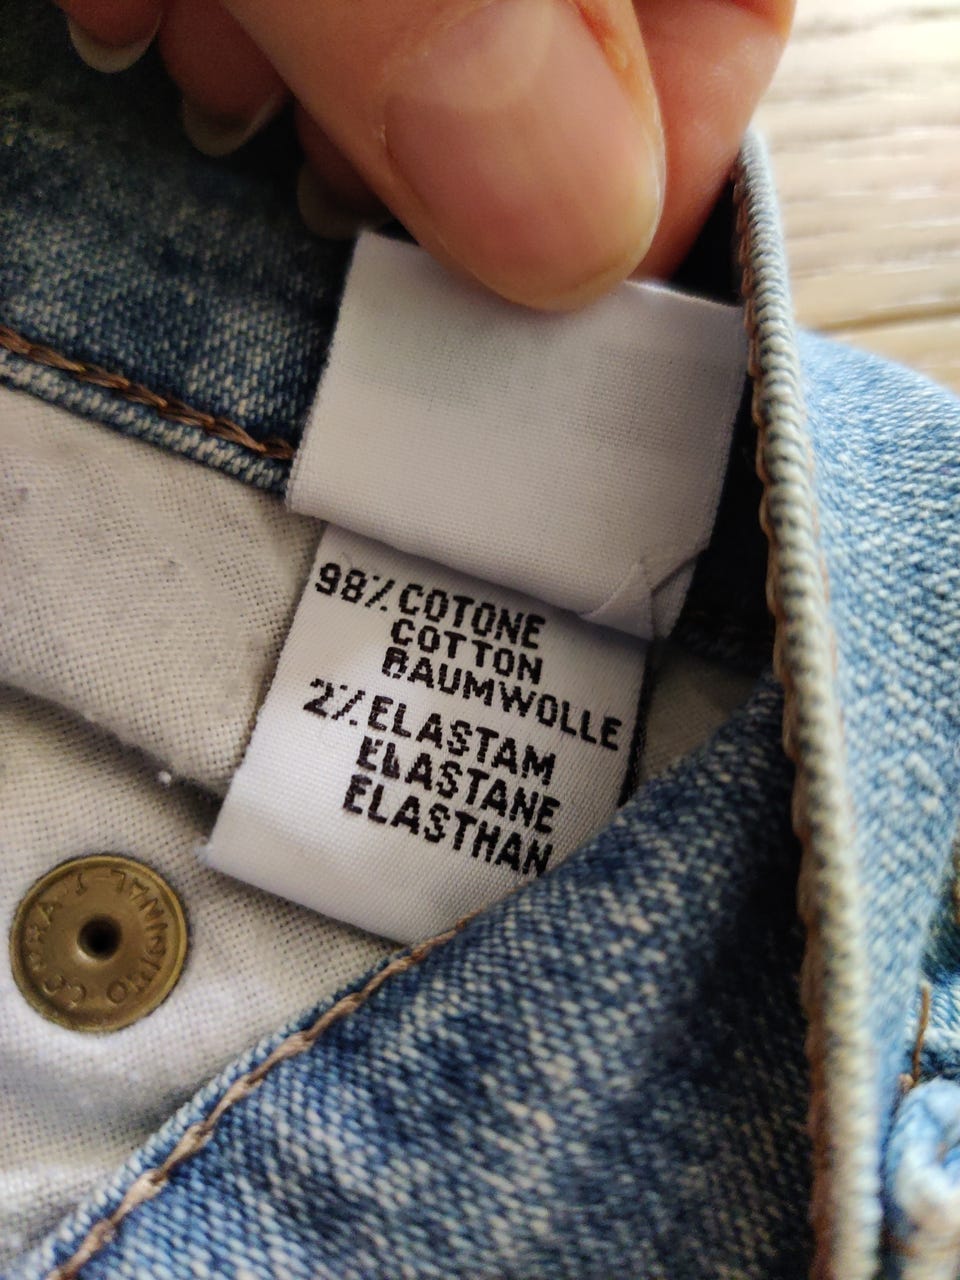 98% COTONE
COTTON
BAUMWOLLE
2% ELASTAM
ELASTANE
ELASTHAN